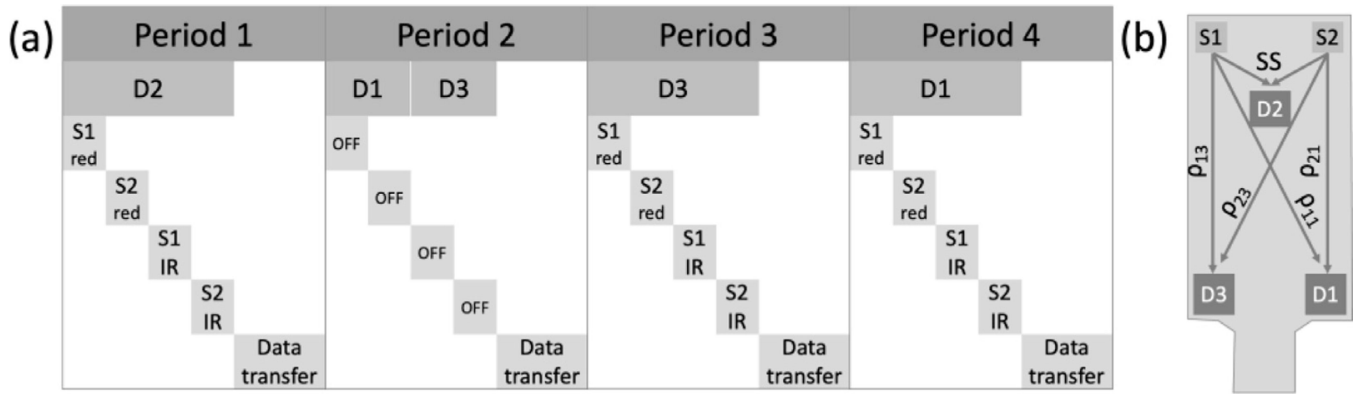 (a)
Period 1 Period 2 Period 3 Period 4
D2 D1 D3 D3 D1
S1 OFF S1 S1
red red red
S2 OFF S2 S2
red red red
S1 OFF S1 S1
IR IR IR
S2 OFF S2 S2
IR IR IR
Data Data Data Data
transfer transfer transfer transfer
(b)
S1 S2
SS
D2
ρ13 ρ21
ρ23 ρ11
D3 D1